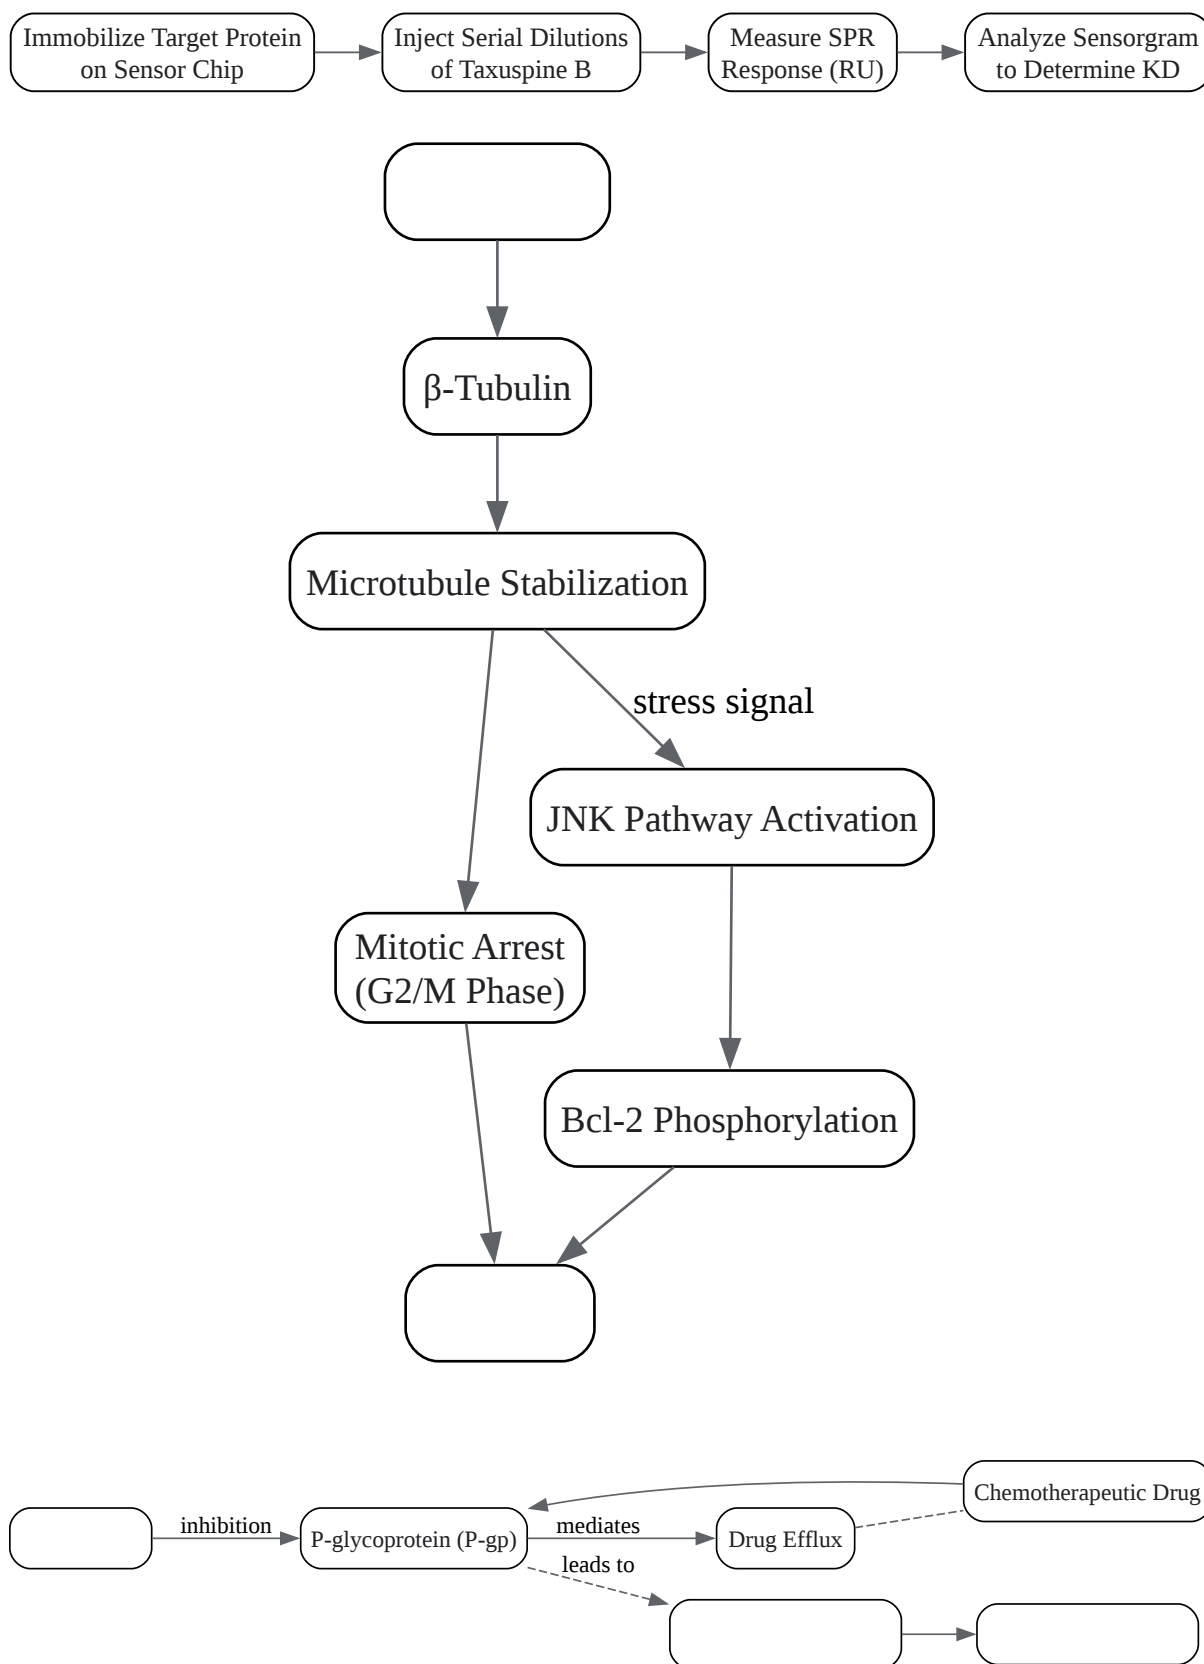 Immobilize Target Protein
on Sensor Chip
Inject Serial Dilutions
of Taxuspine B
Measure SPR
Response (RU)
Analyze Sensorgram
to Determine KD
β-Tubulin
Microtubule Stabilization
stress signal
JNK Pathway Activation
Mitotic Arrest
(G2/M Phase)
Bcl-2 Phosphorylation
Chemotherapeutic Drug
inhibition
P-glycoprotein (P-gp)
mediates
Drug Efflux
leads to